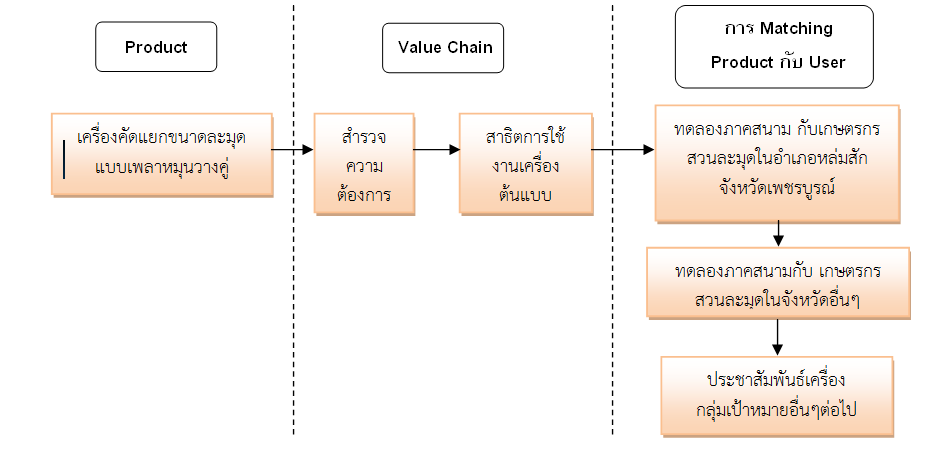 Product
Value Chain
การ Matching
Product กับ User
เครื่องคัดแยกขนาดละมุด
แบบเพลาหมุนวางคู่
สำรวจ
ความ
ต้องการ
สาธิตการใช้
งานเครื่อง
ต้นแบบ
ทดลองภาคสนาม กับเกษตรกร
สวนละมุดในอำเภอหล่มสัก
จังหวัดเพชรบูรณ์
ทดลองภาคสนามกับ เกษตรกร
สวนละมุดในจังหวัดอื่นๆ
ประชาสัมพันธ์เครื่อง
กลุ่มเป้าหมายอื่นๆต่อไป